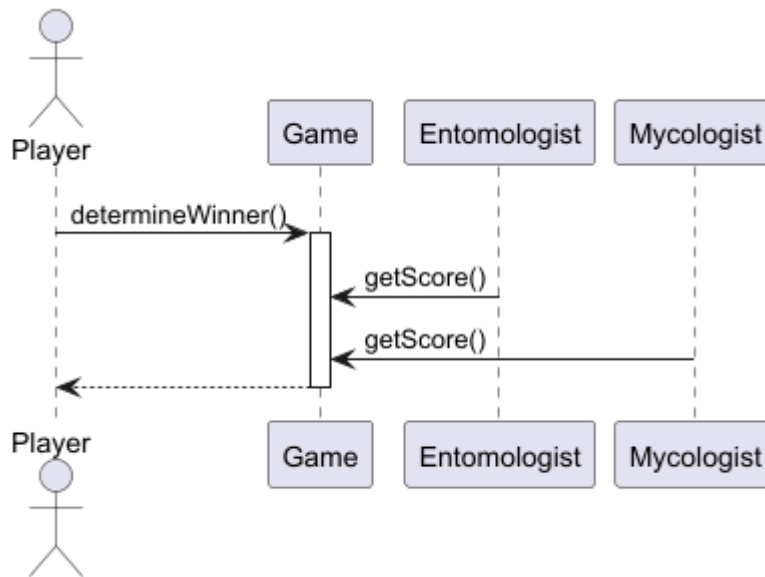 Player
Game
Entomologist
Mycologist
determineWinner()
getScore()
getScore()
Player
Game
Entomologist
Mycologist